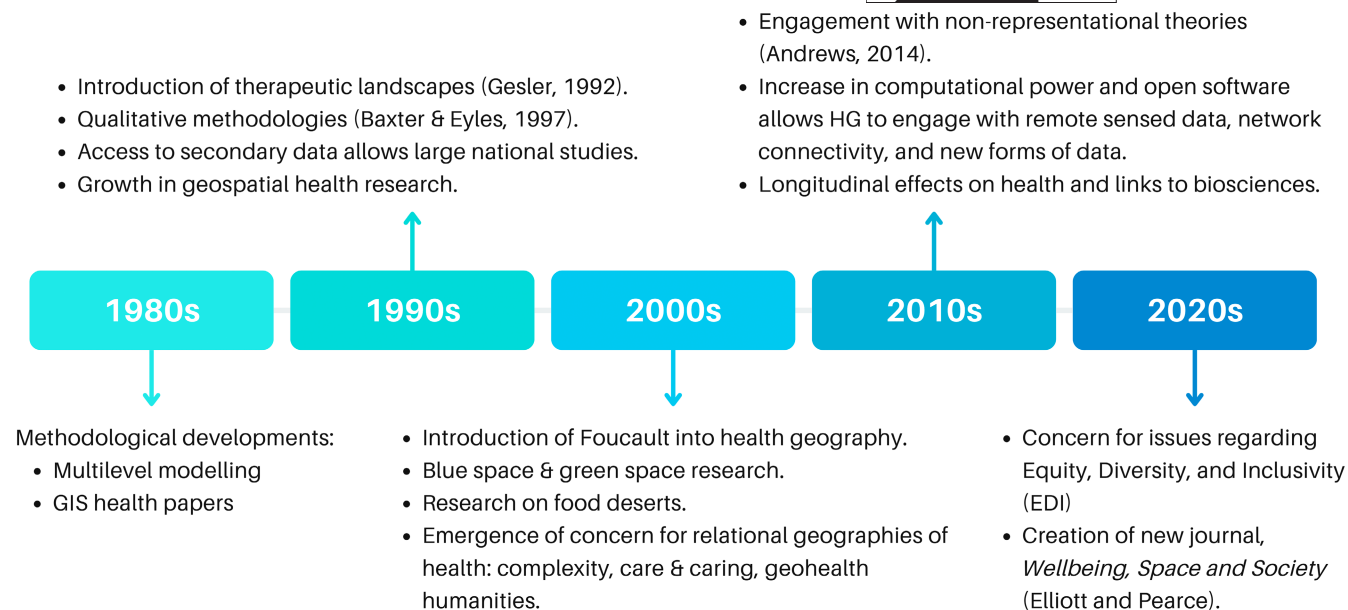 • Engagement with non-representational theories
(Andrews, 2014).
• Increase in computational power and open software
allows HG to engage with remote sensed data, network
connectivity, and new forms of data.
• Longitudinal effects on health and links to biosciences.
• Introduction of therapeutic landscapes (Gesler, 1992).
• Qualitative methodologies (Baxter & Eyles, 1997).
• Access to secondary data allows large national studies.
• Growth in geospatial health research.
1980s
1990s
2000s
2010s
2020s
Methodological developments:
• Multilevel modelling
• GIS health papers
• Introduction of Foucault into health geography.
• Blue space & green space research.
• Research on food deserts.
• Emergence of concern for relational geographies of
health: complexity, care & caring, geohealth
humanities.
• Concern for issues regarding
Equity, Diversity, and Inclusivity
(EDI)
• Creation of new journal,
Wellbeing, Space and Society
(Elliott and Pearce).